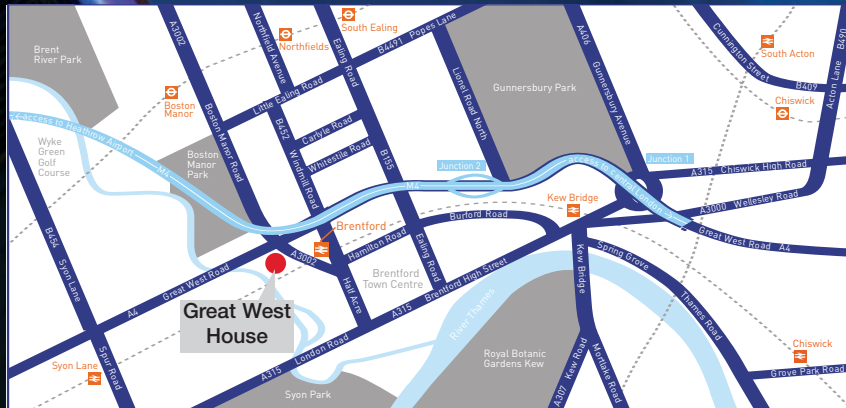 Brent
River Park
A3002
Northfield Avenue
Northfields
South Ealing
Ealing Road
B4491
Popes Lane
A406
Gunnersbury Avenue
Cunnington Street
South Acton
B409
Acton Lane
B490
Chiswick
Boston
Manor
Little Ealing Road
Boston Manor Road
B452
Windmill Road
Carlyle Road
Whitestile Road
B155
Lionel Road North
Gunnersbury Park
access to Heathrow Airport
M4
Wyke
Green
Golf
Course
Boston
Manor
Park
Junction 2
M4
access to central London
Junction 1
A315
Chiswick High Road
A3000
Wellesley Road
Kew Bridge
Great West Road
A4
B454
Syon Lane
Brentford
A3002
Hamilton Road
Burford Road
Ealing Road
Brentford
Town Centre
Half Acre
A4
Great West Road
Great West
House
A315
London Road
A315
Brentford High Street
River Thames
Kew Bridge
Spring Grove
Thames Road
Syon Lane
Spur Road
Syon Park
Royal Botanic
Gardens Kew
A307
Kew Road
Mortlake Road
Chiswick
Grove Park Road